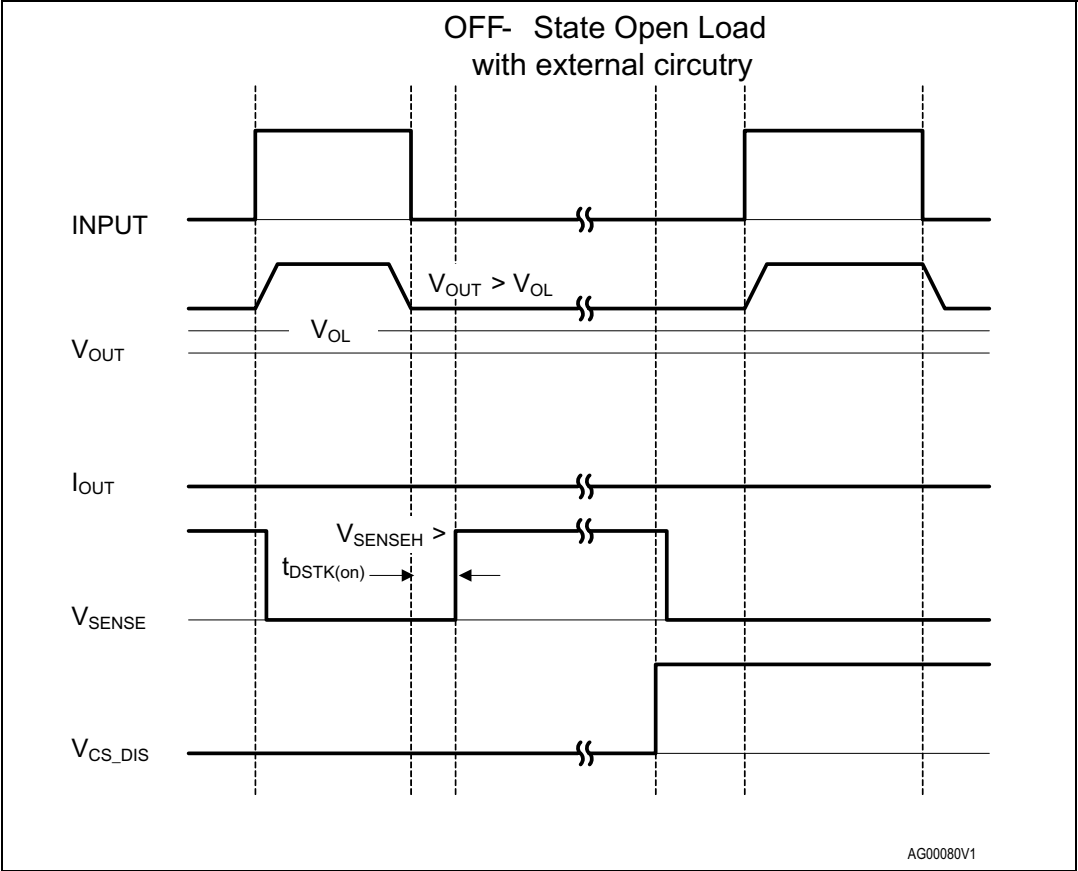 OFF- State Open Load
with external circutry
INPUT
V_OUT > V_OL
V_OL
V_OUT
I_OUT
V_SENSEH >
t_DSTK(on)
V_SENSE
V_CS_DIS
AG00080V1